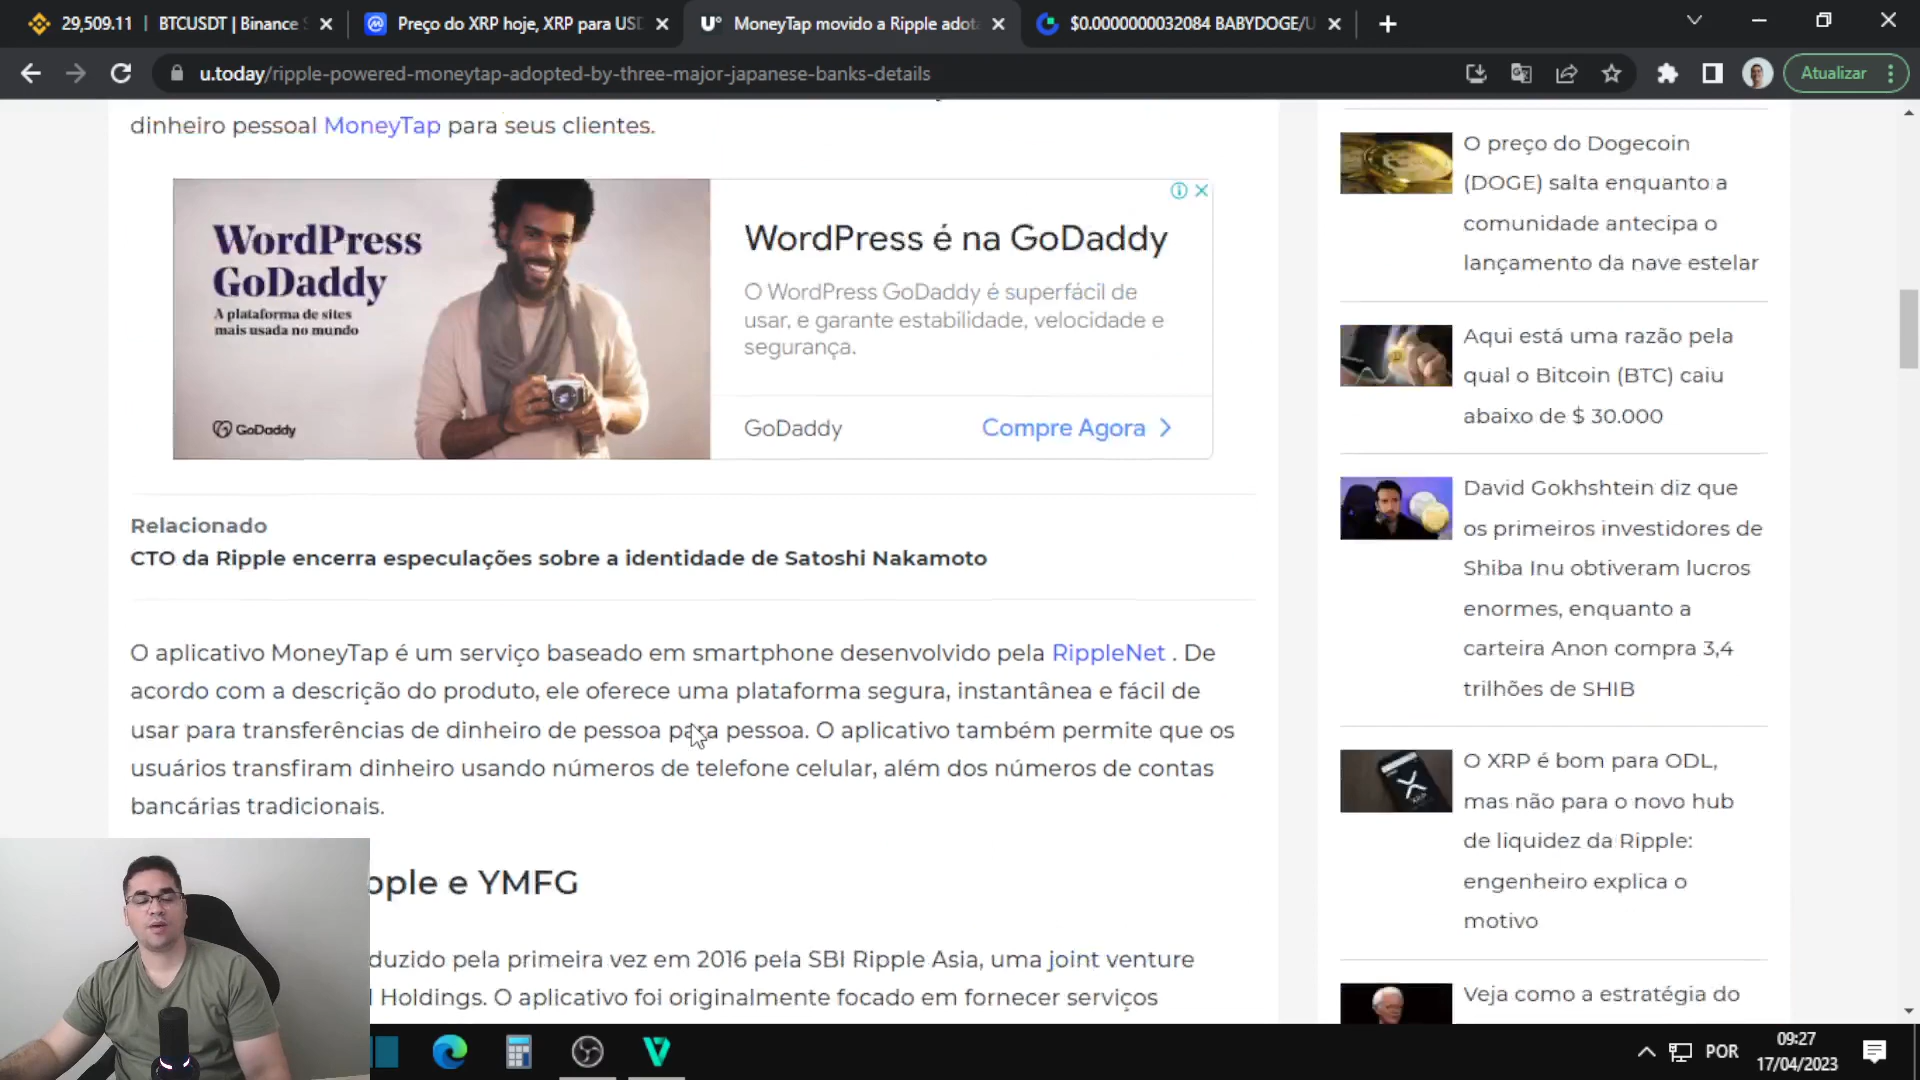 29,509.11 | BTCUSDT | Binance S
Preço do XRP hoje, XRP para USD
MoneyTap movido a Ripple adota
$0.0000000032084 BABYDOGE/U
u.today/ripple-powered-moneytap-adopted-by-three-major-japanese-banks-details
Atualizar
dinheiro pessoal MoneyTap para seus clientes.
WordPress
GoDaddy
A plataforma de sites
mais usada no mundo
GoDaddy
WordPress é na GoDaddy
O WordPress GoDaddy é superfácil de
usar, e garante estabilidade, velocidade e
segurança.
GoDaddy
Compre Agora
Relacionado
CTO da Ripple encerra especulações sobre a identidade de Satoshi Nakamoto
O aplicativo MoneyTap é um serviço baseado em smartphone desenvolvido pela RippleNet . De
acordo com a descrição do produto, ele oferece uma plataforma segura, instantânea e fácil de
usar para transferências de dinheiro de pessoa para pessoa. O aplicativo também permite que os
usuários transfiram dinheiro usando números de telefone celular, além dos números de contas
bancárias tradicionais.
pple e YMFG
duzido pela primeira vez em 2016 pela SBI Ripple Asia, uma joint venture
I Holdings. O aplicativo foi originalmente focado em fornecer serviços
O preço do Dogecoin
(DOGE) salta enquanto a
comunidade antecipa o
lançamento da nave estelar
Aqui está uma razão pela
qual o Bitcoin (BTC) caiu
abaixo de $ 30.000
David Gokhshtein diz que
os primeiros investidores de
Shiba Inu obtiveram lucros
enormes, enquanto a
carteira Anon compra 3,4
trilhões de SHIB
O XRP é bom para ODL,
mas não para o novo hub
de liquidez da Ripple:
engenheiro explica o
motivo
Veja como a estratégia do
POR
09:27
17/04/2023